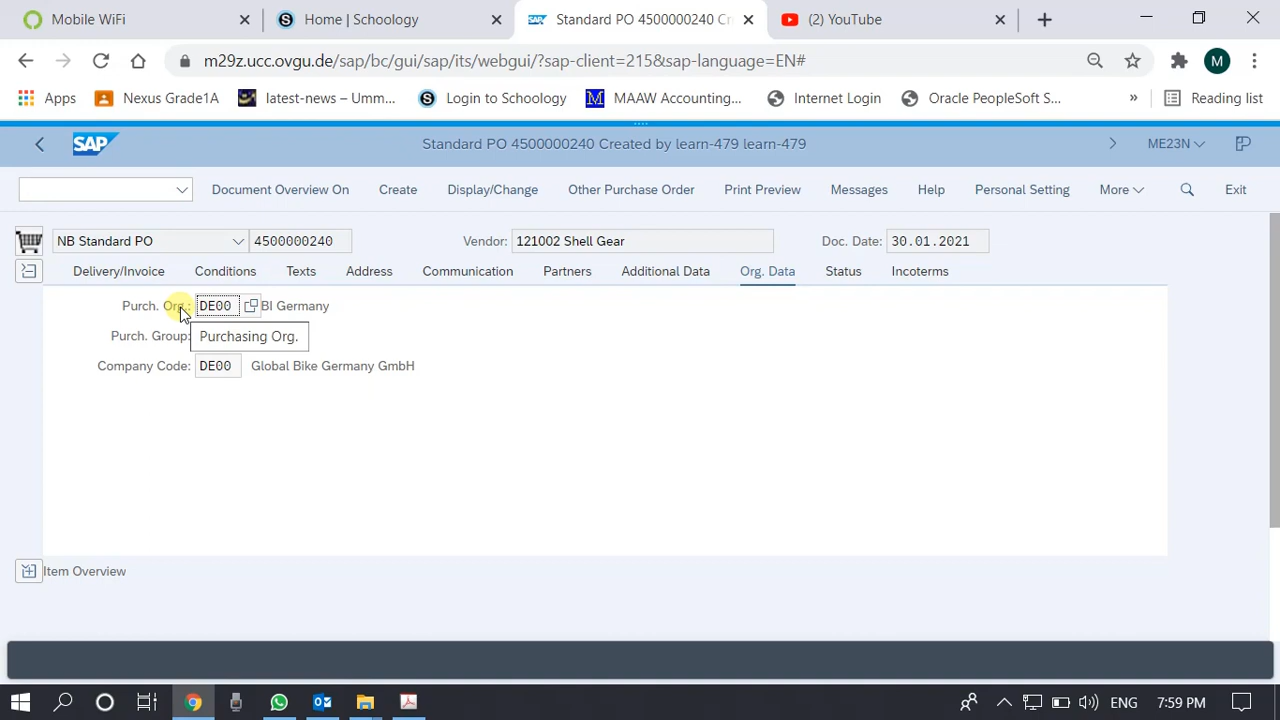 Mobile WiFi
Home | Schoology
Standard PO 4500000240 Cr
(2) YouTube
m29z.ucc.ovgu.de/sap/bc/gui/sap/its/webgui/?sap-client=215&sap-language=EN#
M
Apps
Nexus Grade1A
latest-news – Umm...
Login to Schoology
MAAW Accounting...
Internet Login
Oracle PeopleSoft S...
»
Reading list
SAP
Standard PO 4500000240 Created by learn-479 learn-479
ME23N
Document Overview On
Create
Display/Change
Other Purchase Order
Print Preview
Messages
Help
Personal Setting
More
Exit
NB Standard PO
4500000240
Vendor:
121002 Shell Gear
Doc. Date:
30.01.2021
Delivery/Invoice
Conditions
Texts
Address
Communication
Partners
Additional Data
Org. Data
Status
Incoterms
Purch. Org.:
DE00
BI Germany
Purch. Group:
Purchasing Org.
Company Code:
DE00
Global Bike Germany GmbH
Item Overview
ENG
7:59 PM